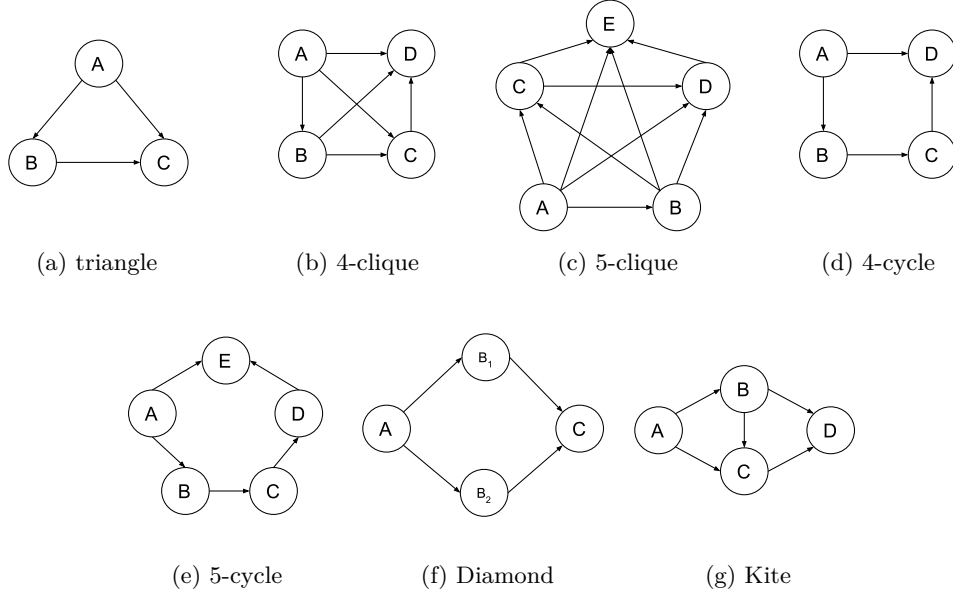 A
B
C
(a) triangle
A
D
B
C
(b) 4-clique
E
C
D
A
B
(c) 5-clique
A
D
B
C
(d) 4-cycle
E
A
D
B
C
(e) 5-cycle
B1
A
C
B2
(f) Diamond
B
A
D
C
(g) Kite